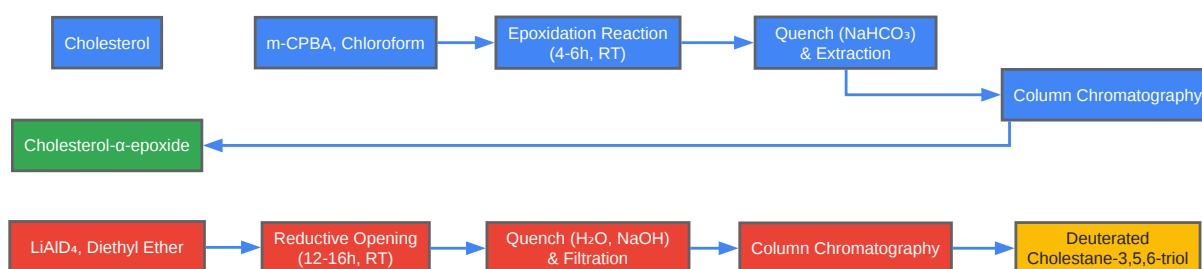 Cholesterol
m-CPBA, Chloroform
Epoxidation Reaction
(4-6h, RT)
Quench (NaHCO₃)
& Extraction
Column Chromatography
Cholesterol-α-epoxide
LiAlD₄, Diethyl Ether
Reductive Opening
(12-16h, RT)
Quench (H₂O, NaOH)
& Filtration
Column Chromatography
Deuterated
Cholestane-3,5,6-triol